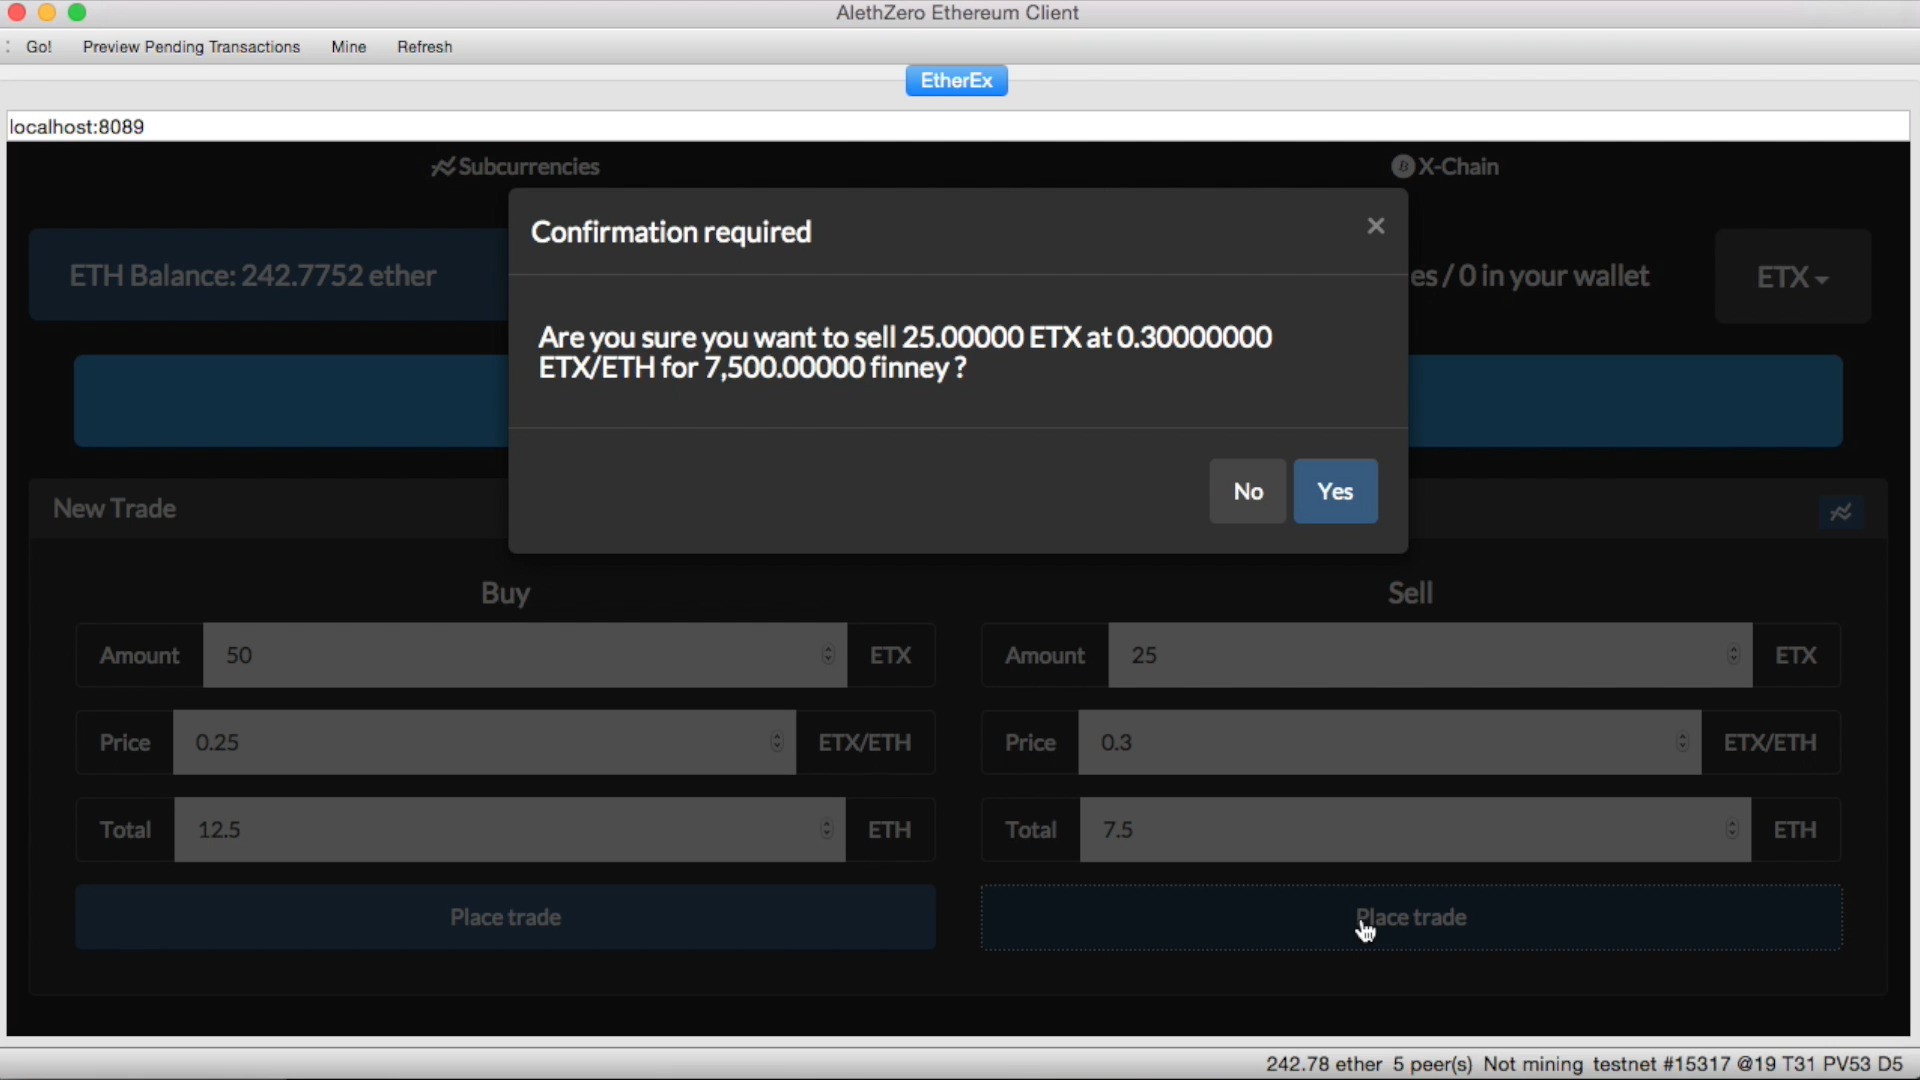 AlethZero Ethereum Client
Go! Preview Pending Transactions Mine Refresh
EtherEx
localhost:8089
Subcurrencies X-Chain
Confirmation required ×
ETH Balance: 242.7752 ether es / 0 in your wallet ETX
Are you sure you want to sell 25.00000 ETX at 0.30000000
ETX/ETH for 7,500.00000 finney ?
No Yes
New Trade
Buy Sell
Amount 50 ETX Amount 25 ETX
Price 0.25 ETX/ETH Price 0.3 ETX/ETH
Total 12.5 ETH Total 7.5 ETH
Place trade Place trade
242.78 ether 5 peer(s) Not mining testnet #15317 @19 T31 PV53 D5